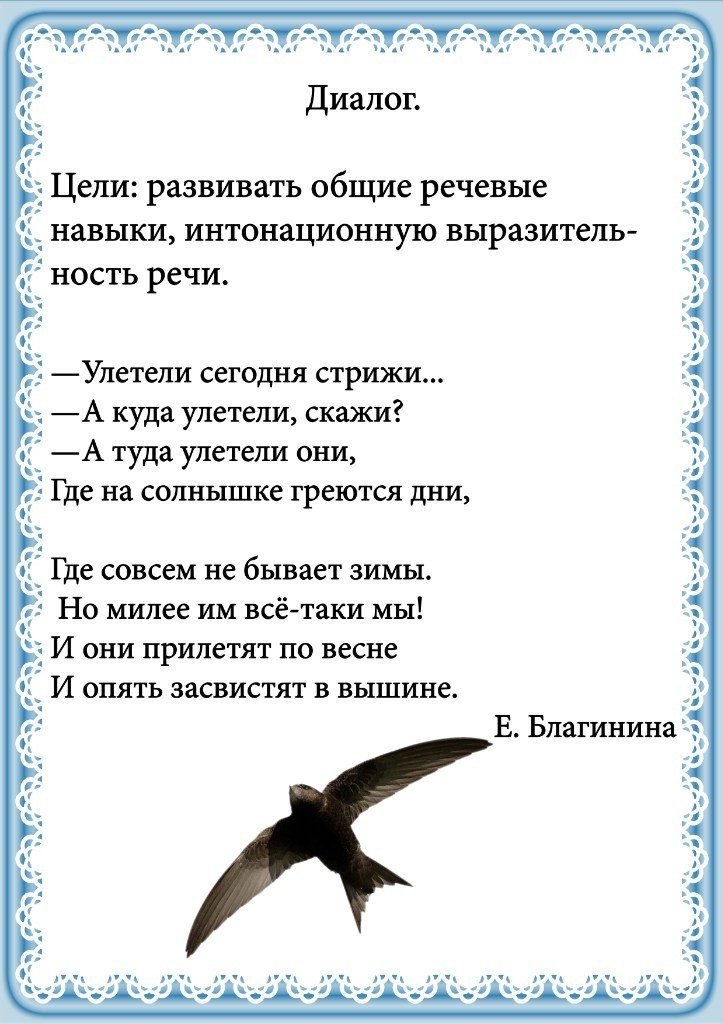 Диалог.
Цели: развивать общие речевые
навыки, интонационную выразитель-
ность речи.
—Улетели сегодня стрижи...
—А куда улетели, скажи?
—А туда улетели они,
Где на солнышке греются дни,
Где совсем не бывает зимы.
Но милее им всё-таки мы!
И они прилетят по весне
И опять засвистят в вышине.
Е. Благинина